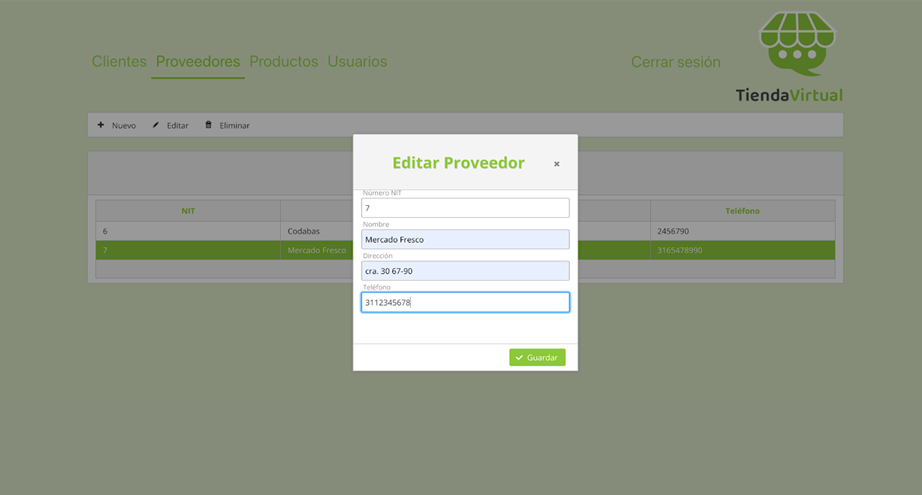 Clientes Proveedores Productos Usuarios
Cerrar sesión
TiendaVirtual
Nuevo Editar Eliminar
Editar Proveedor ×
Número NIT
7
Nombre
Mercado Fresco
Dirección
cra. 30 67-90
Teléfono
3112345678
Guardar
NIT Teléfono
6 Codabas 2456790
7 Mercado Fresco 3165478990